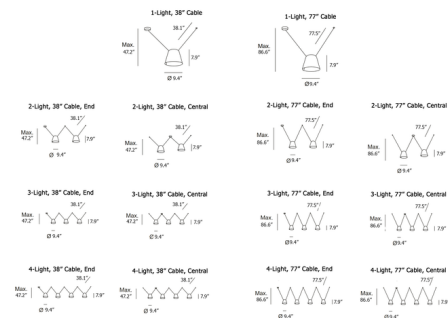 1-Light, 38" Cable
38.1"
Max.
47.2"
7.9"
Ø 9.4"
1-Light, 77" Cable
77.5"
Max.
86.6"
7.9"
Ø9.4"
2-Light, 38" Cable, End
38.1"
Max.
47.2"
7.9"
Ø 9.4"
2-Light, 38" Cable, Central
38.1"
Max.
47.2"
7.9"
Ø 9.4"
2-Light, 77" Cable, End
77.5"
Max.
86.6"
7.9"
Ø9.4"
2-Light, 77" Cable, Central
77.5"
Max.
86.6"
7.9"
Ø9.4"
3-Light, 38" Cable, End
38.1"
Max.
47.2"
7.9"
Ø 9.4"
3-Light, 38" Cable, Central
38.1"
Max.
47.2"
7.9"
Ø 9.4"
3-Light, 77" Cable, End
77.5"
Max.
86.6"
7.9"
Ø9.4"
3-Light, 77" Cable, Central
77.5"
Max.
86.6"
7.9"
Ø9.4"
4-Light, 38" Cable, End
38.1"
Max.
47.2"
7.9"
Ø 9.4"
4-Light, 38" Cable, Central
38.1"
Max.
47.2"
7.9"
Ø 9.4"
4-Light, 77" Cable, End
77.5"
Max.
86.6"
7.9"
Ø9.4"
4-Light, 77" Cable, Central
77.5"
Max.
86.6"
7.9"
Ø9.4"